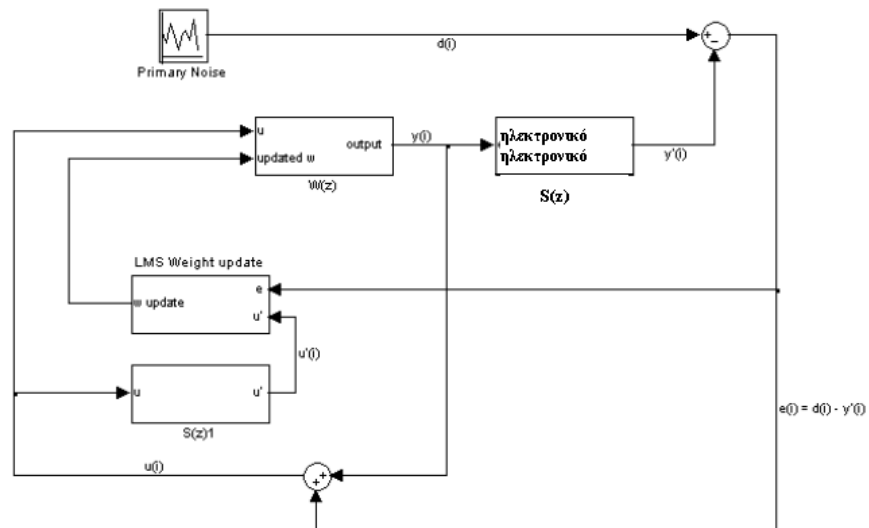 d(i)
+
−
Primary Noise
u
updated w
output
W(z)
y(i)
ηλεκτρονικό
ηλεκτρονικό
S(z)
y'(i)
LMS Weight update
w update
e
u'
u'(i)
u
u'
S(z)1
e(i) = d(i) - y'(i)
u(i)
+
+